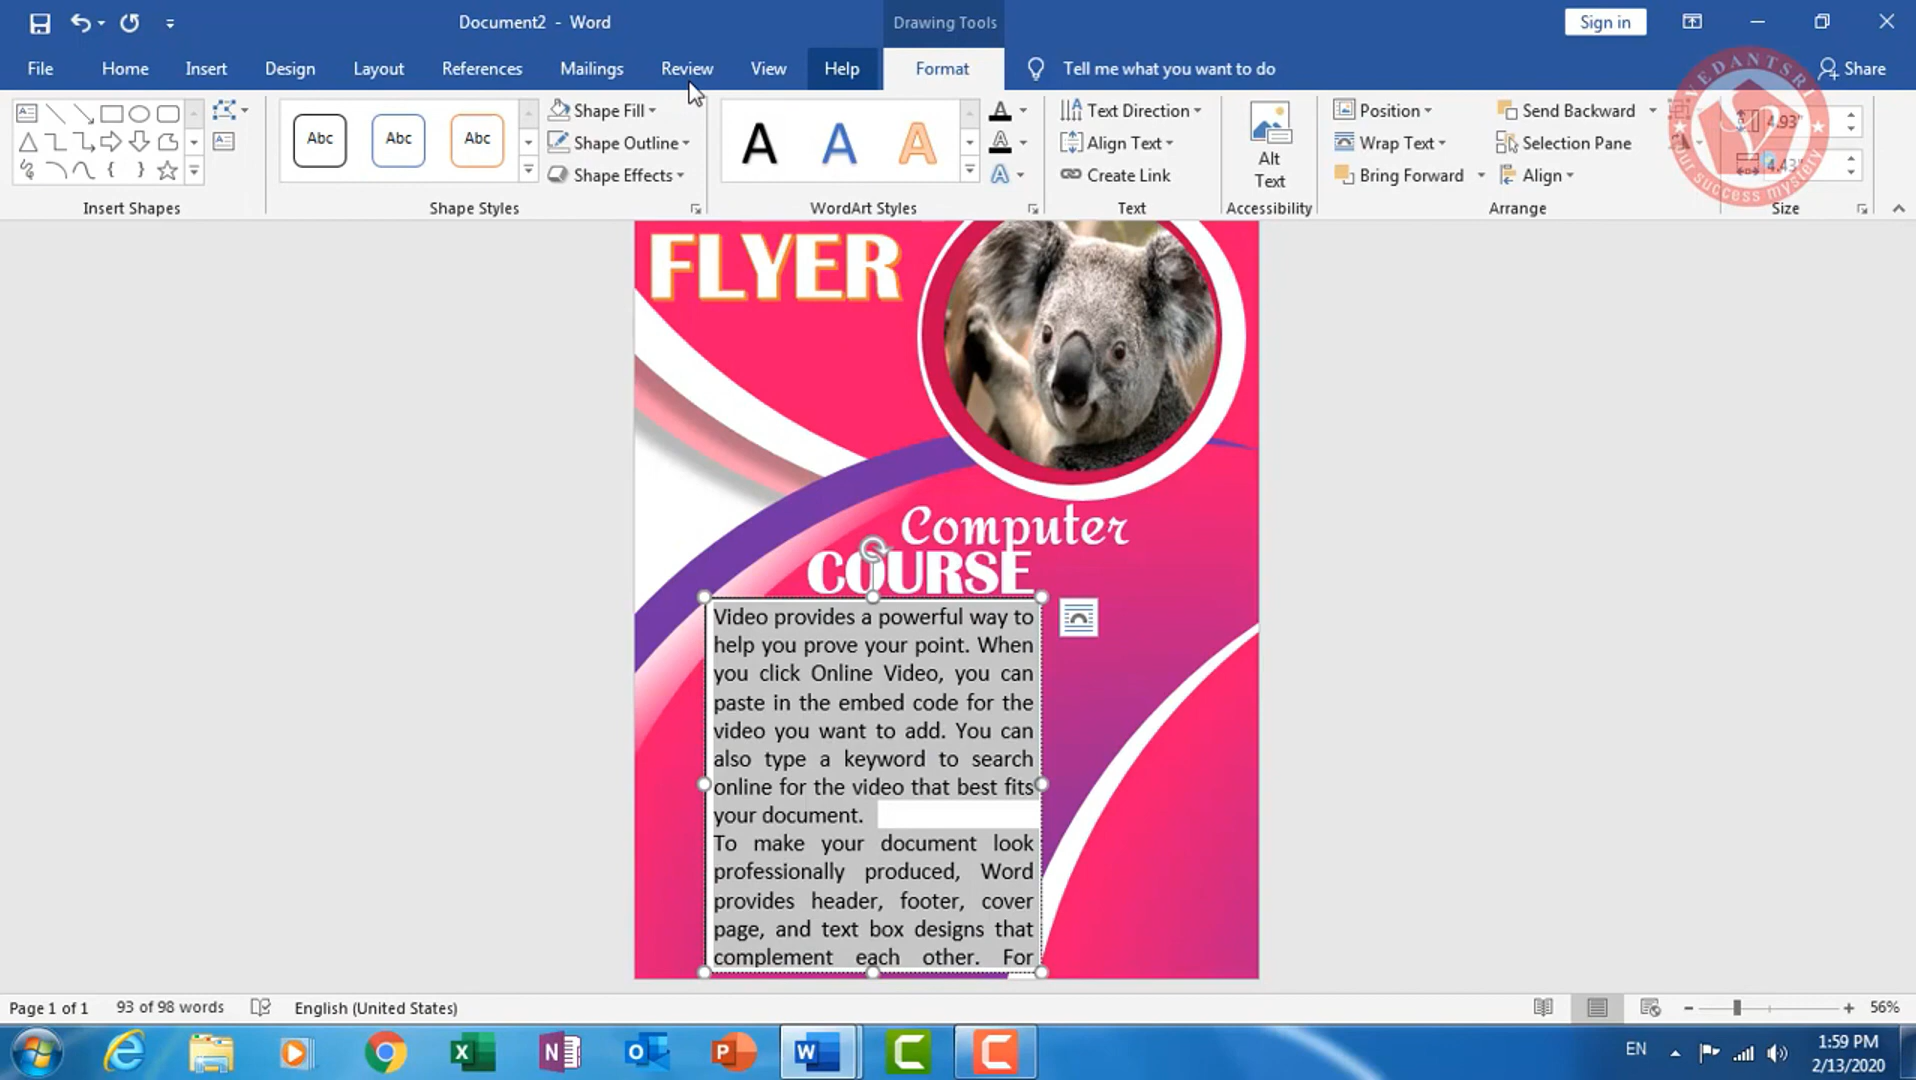 Document2 - Word
Drawing Tools
Sign in
File
Home
Insert
Design
Layout
References
Mailings
Review
View
Help
Format
Tell me what you want to do
Share
Abc
Abc
Abc
Shape Fill
Shape Outline
Shape Effects
A
A
A
Text Direction
Align Text
Create Link
Alt
Text
Position
Wrap Text
Bring Forward
Send Backward
Selection Pane
Align
4.93"
4.43"
VEDANTSRI
Insert Shapes
Shape Styles
WordArt Styles
Text
Accessibility
Arrange
Size
FLYER
Computer
COURSE
Video provides a powerful way to
help you prove your point. When
you click Online Video, you can
paste in the embed code for the
video you want to add. You can
also type a keyword to search
online for the video that best fits
your document.
To make your document look
professionally produced, Word
provides header, footer, cover
page, and text box designs that
complement each other. For
Page 1 of 1
93 of 98 words
English (United States)
56%
EN
1:59 PM
2/13/2020